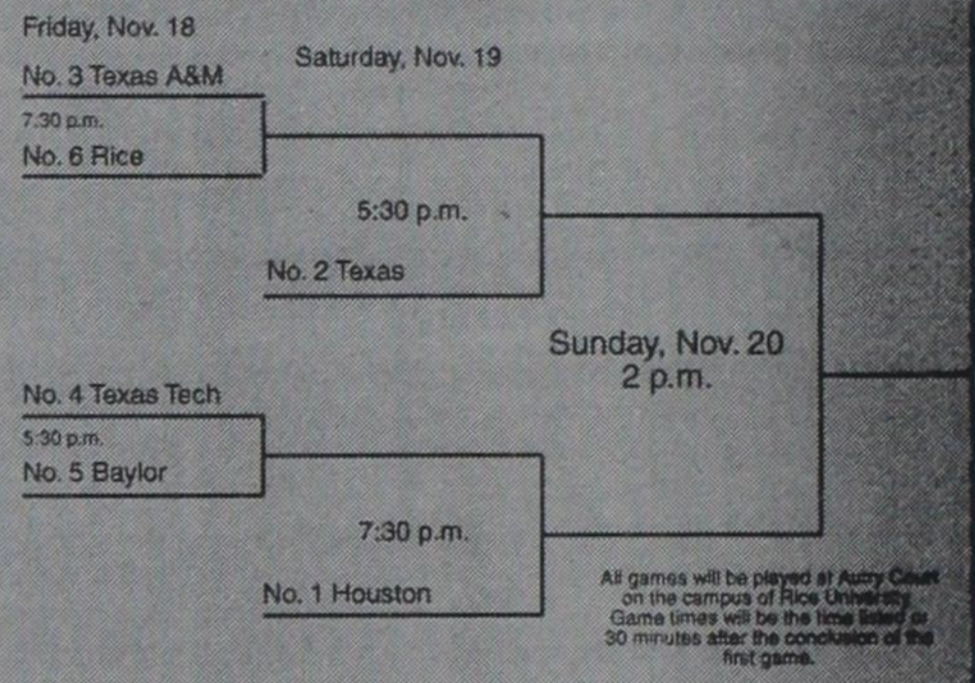 Friday, Nov. 18
Saturday, Nov. 19
No. 3 Texas A&M
7:30 p.m.
No. 6 Rice
5:30 p.m.
No. 2 Texas
Sunday, Nov. 20
2 p.m.
No. 4 Texas Tech
5:30 p.m.
No. 5 Baylor
7:30 p.m.
No. 1 Houston
All games will be played at Autry Court
on the campus of Rice University
Game times will be the time listed or
30 minutes after the conclusion of the
first game.